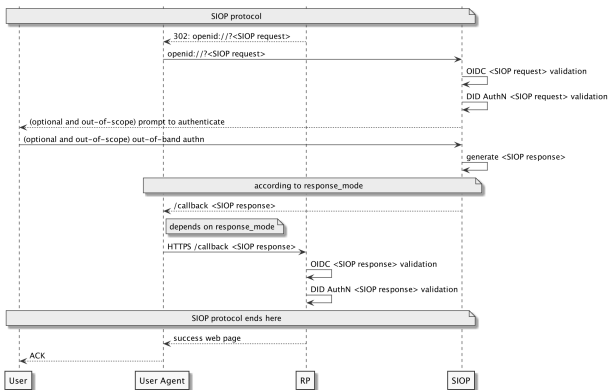 SIOP protocol
302: openid://?<SIOP request>
openid://?<SIOP request>
OIDC <SIOP request> validation
DID AuthN <SIOP request> validation
(optional and out-of-scope) prompt to authenticate
(optional and out-of-scope) out-of-band authn
generate <SIOP response>
according to response_mode
/callback <SIOP response>
depends on response_mode
HTTPS /callback <SIOP response>
OIDC <SIOP response> validation
DID AuthN <SIOP response> validation
SIOP protocol ends here
success web page
ACK
User User Agent RP SIOP